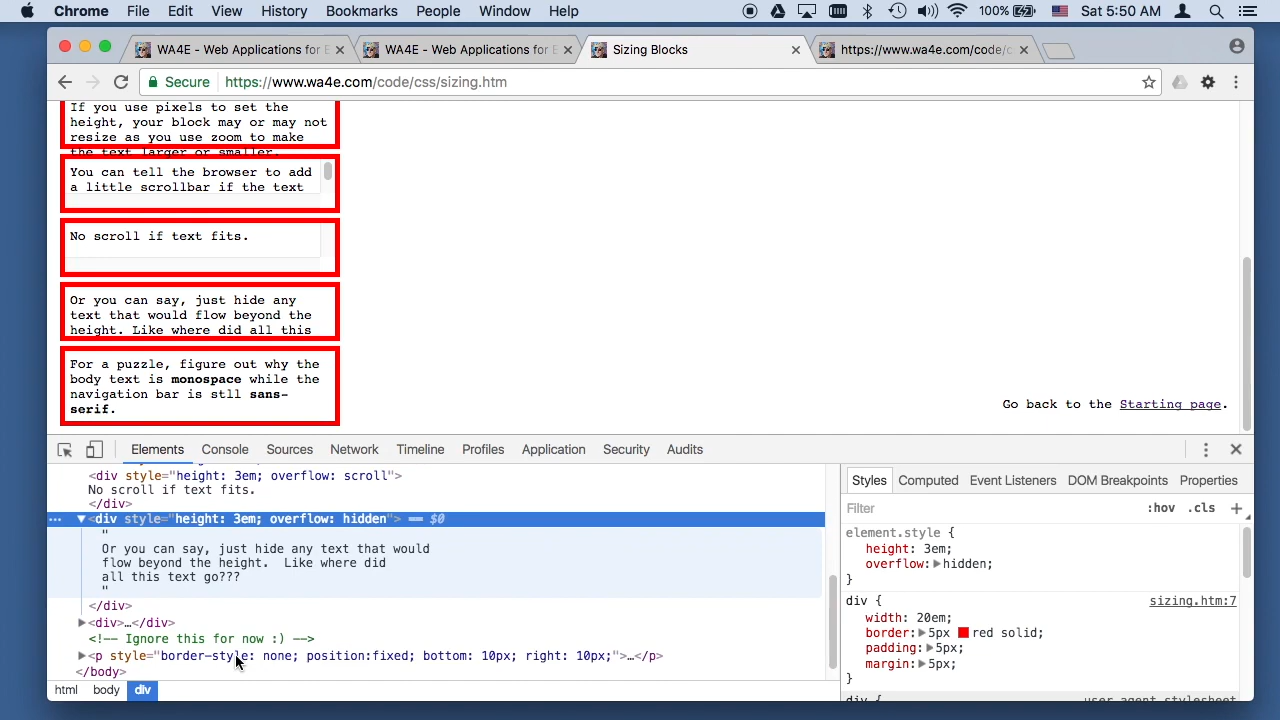 Chrome File Edit View History Bookmarks People Window Help 100% Sat 5:50 AM
WA4E - Web Applications for E
WA4E - Web Applications for E
Sizing Blocks
https://www.wa4e.com/code/c
Secure https://www.wa4e.com/code/css/sizing.htm
If you use pixels to set the
height, your block may or may not
resize as you use zoom to make
the text larger or smaller.
You can tell the browser to add
a little scrollbar if the text
No scroll if text fits.
Or you can say, just hide any
text that would flow beyond the
height. Like where did all this
For a puzzle, figure out why the
body text is monospace while the
navigation bar is stll sans-
serif.
Go back to the Starting page.
Elements Console Sources Network Timeline Profiles Application Security Audits
<div style="height: 3em; overflow: scroll">
No scroll if text fits.
</div>
… ▼<div style="height: 3em; overflow: hidden"> == $0
"
Or you can say, just hide any text that would
flow beyond the height.  Like where did
all this text go???
"
</div>
▶<div>…</div>
<!-- Ignore this for now :) -->
▶<p style="border-style: none; position:fixed; bottom: 10px; right: 10px;">…</p>
</body>
html body div
Styles Computed Event Listeners DOM Breakpoints Properties
Filter :hov .cls +
element.style {
height: 3em;
overflow:▶hidden;
}
div { sizing.htm:7
width: 20em;
border:▶5px red solid;
padding:▶5px;
margin:▶5px;
}
div { user agent stylesheet